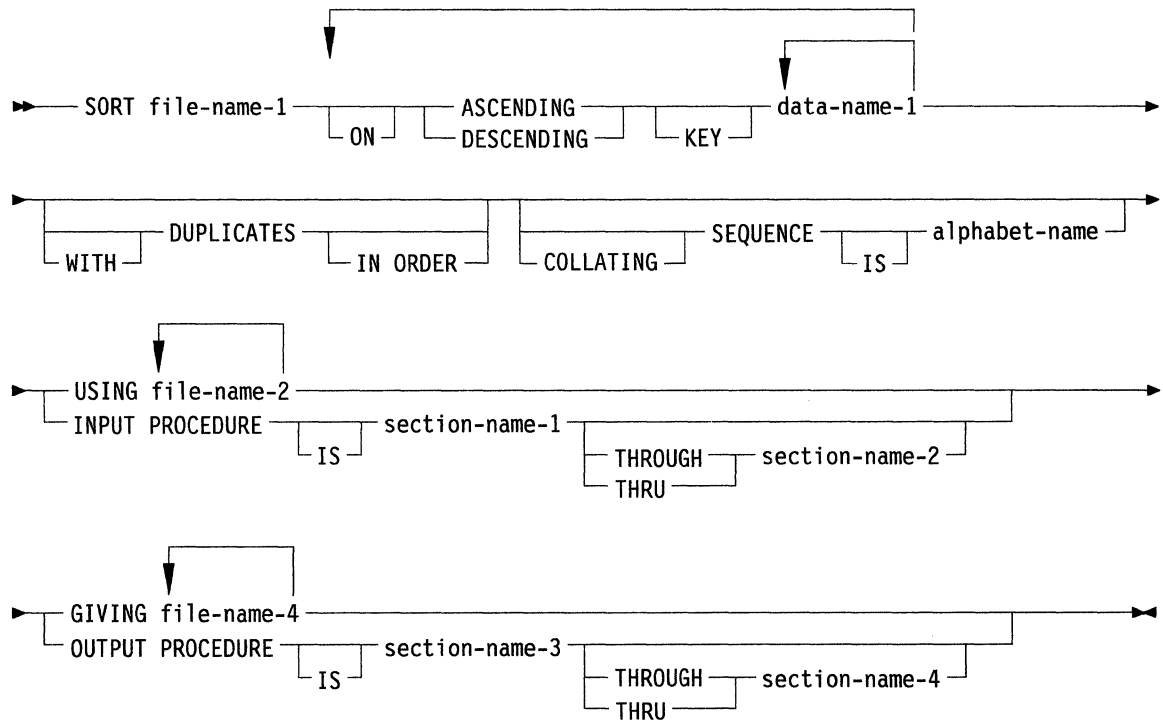 SORT file-name-1 ASCENDING data-name-1
ON DESCENDING KEY
DUPLICATES SEQUENCE alphabet-name
WITH IN ORDER COLLATING IS
USING file-name-2
INPUT PROCEDURE section-name-1
IS THROUGH section-name-2
THRU
GIVING file-name-4
OUTPUT PROCEDURE section-name-3
IS THROUGH section-name-4
THRU